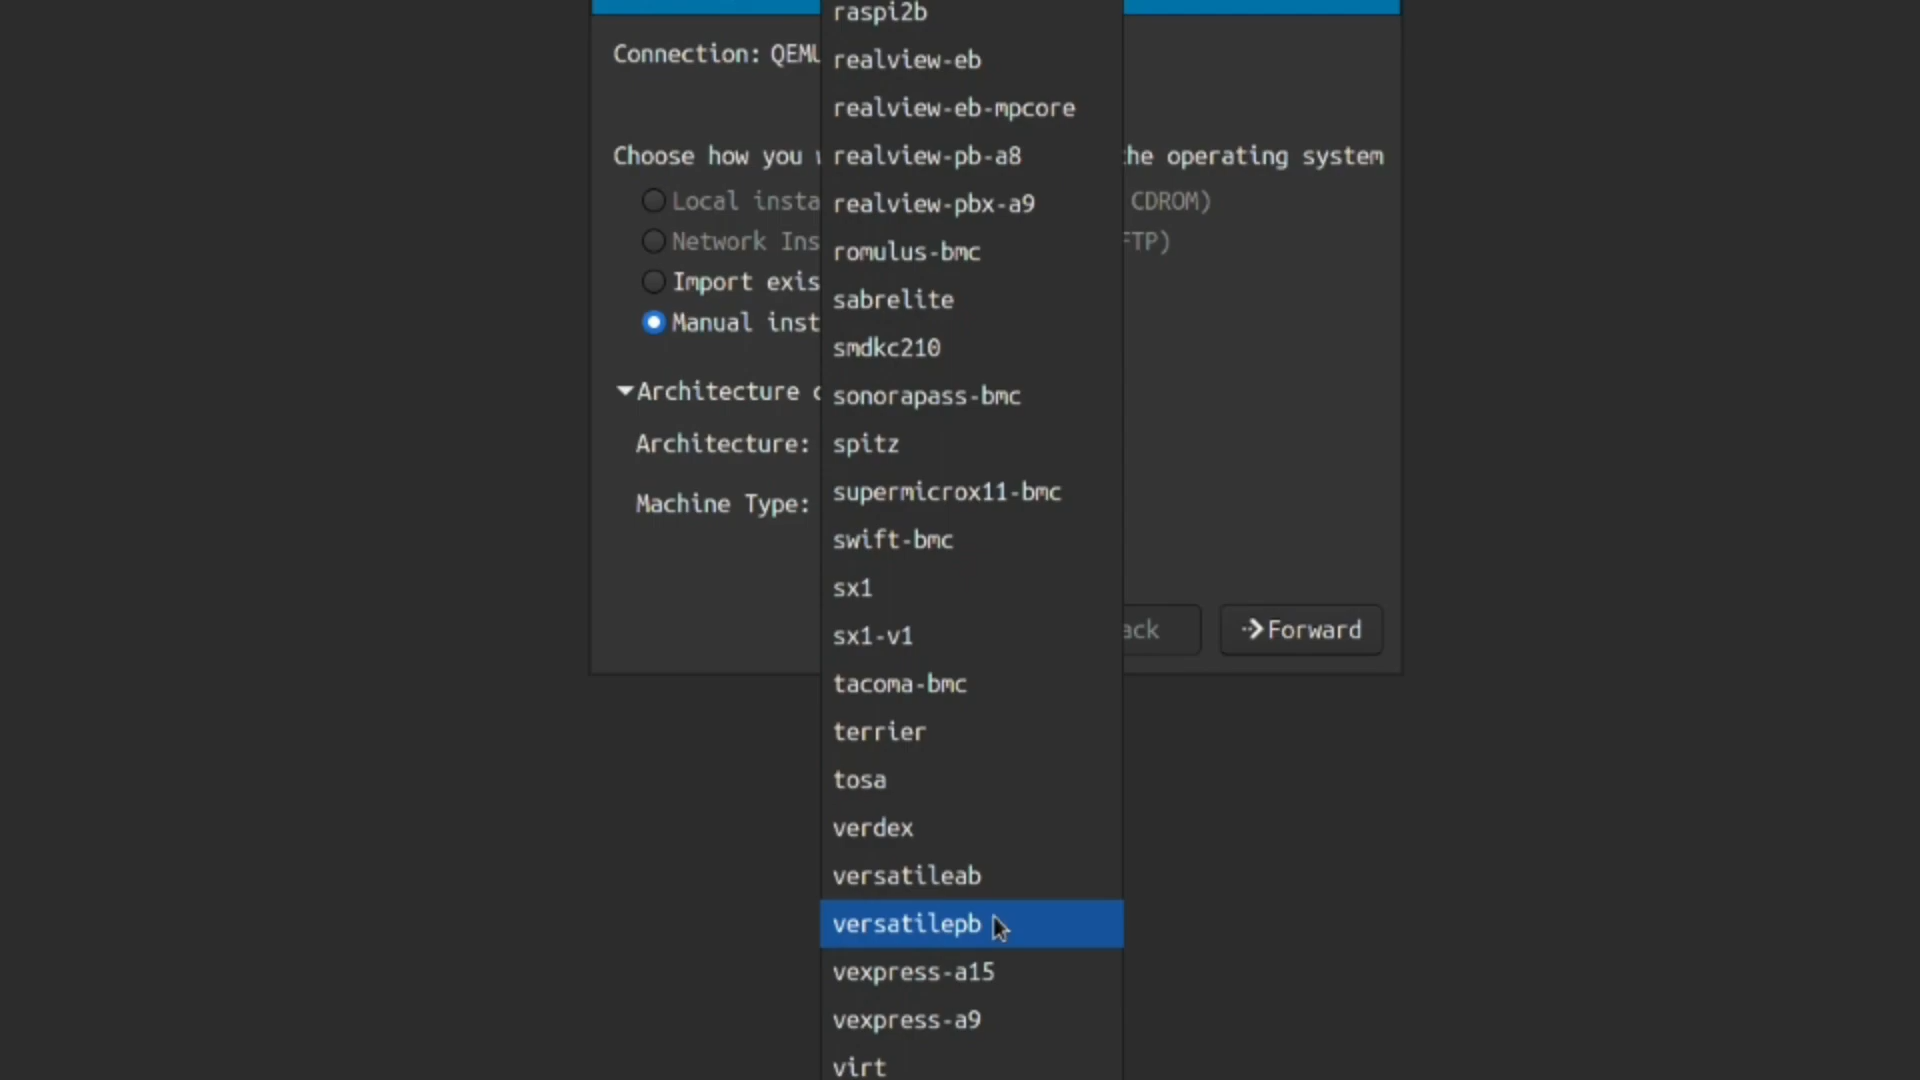 raspi2b
Connection: QEMU
realview-eb
realview-eb-mpcore
Choose how you
realview-pb-a8
the operating system
Local insta
realview-pbx-a9
CDROM)
Network Ins
romulus-bmc
FTP)
Import exis
sabrelite
Manual inst
smdkc210
Architecture
sonorapass-bmc
Architecture:
spitz
Machine Type:
supermicrox11-bmc
swift-bmc
sx1
sx1-v1
ack
Forward
tacoma-bmc
terrier
tosa
verdex
versatileab
versatilepb
vexpress-a15
vexpress-a9
virt